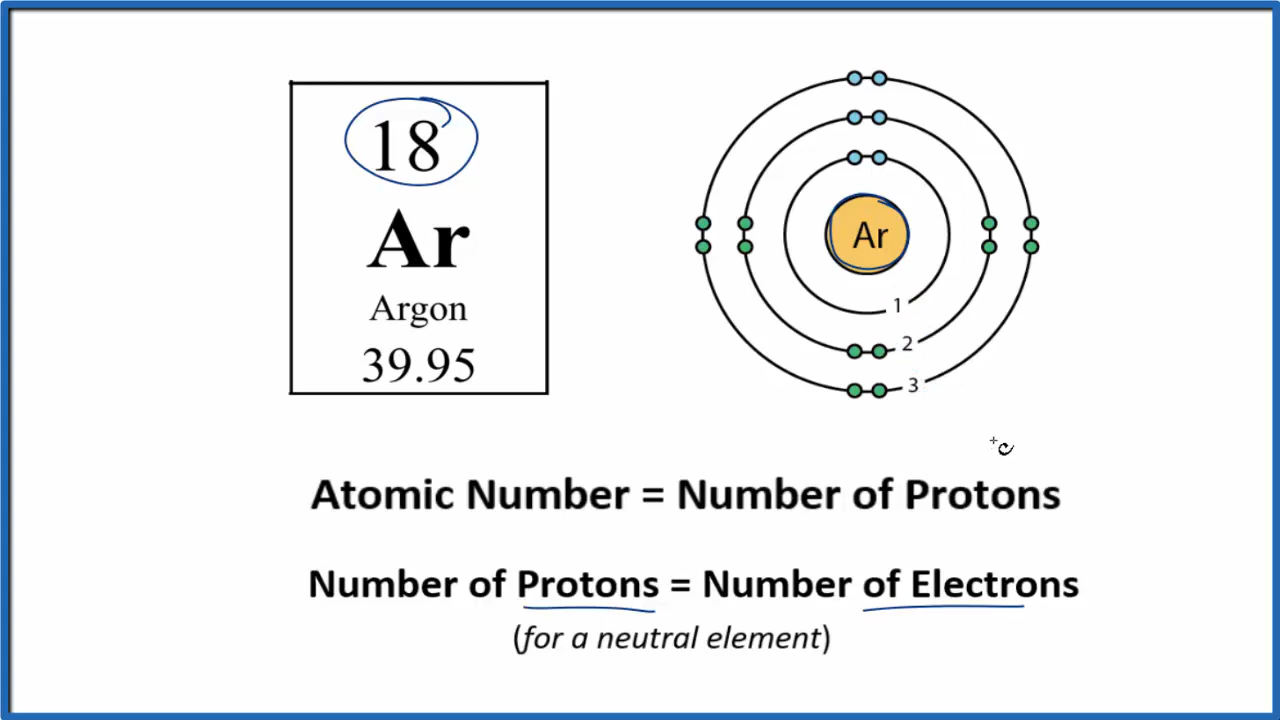 18
Ar
Argon
39.95
Ar
1
2
3
Atomic Number = Number of Protons
Number of Protons = Number of Electrons
(for a neutral element)